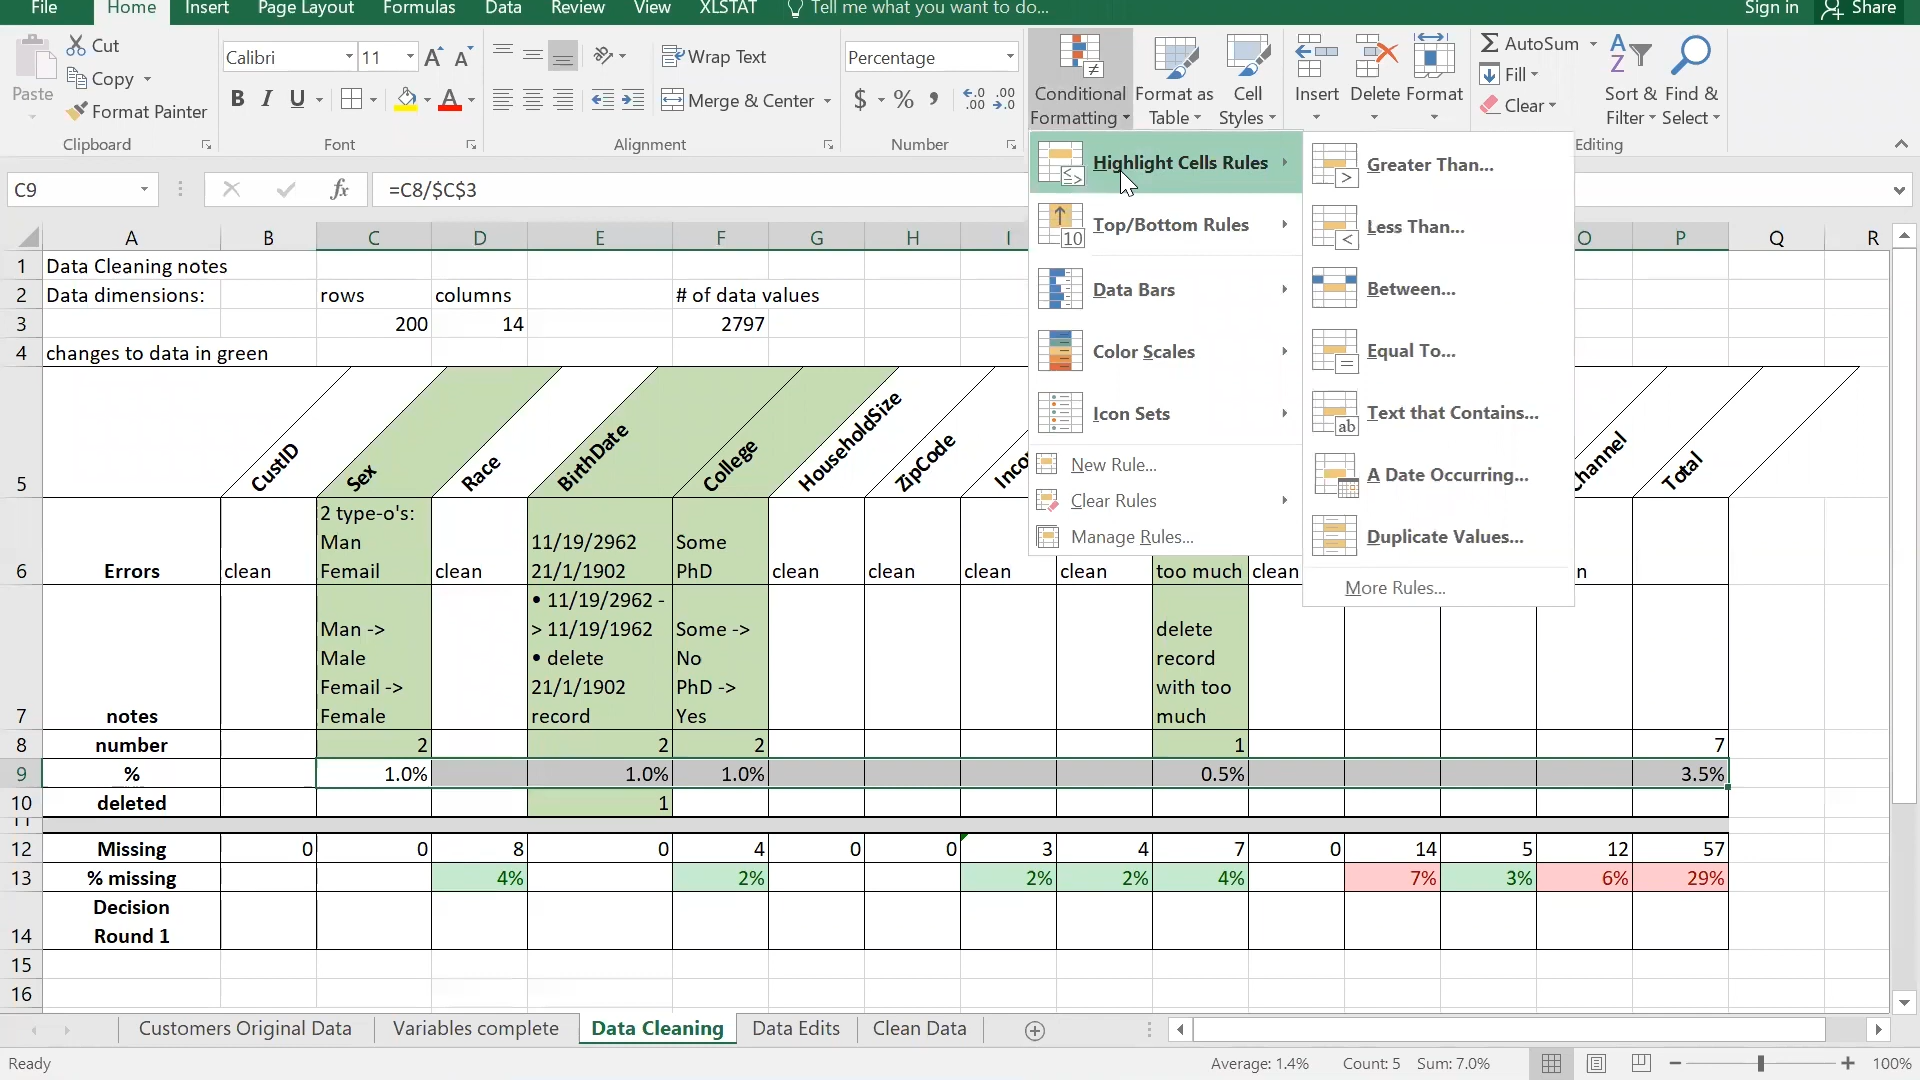 File Home Insert Page Layout Formulas Data Review View XLSTAT Tell me what you want to do... Sign in Share
Cut
Copy
Format Painter
Paste
Clipboard
Calibri 11 A A
B I U A
Font
Wrap Text
Merge & Center
Alignment
Percentage
$ % , .0 .00 .00 .0
Number
Conditional Formatting
Format as Table
Cell Styles
Insert Delete Format
AutoSum
Fill
Clear
Sort & Filter
Find & Select
Editing
C9 fx =C8/$C$3
Highlight Cells Rules
Top/Bottom Rules
Data Bars
Color Scales
Icon Sets
New Rule...
Clear Rules
Manage Rules...
Greater Than...
Less Than...
Between...
Equal To...
Text that Contains...
A Date Occurring...
Duplicate Values...
More Rules...
A B C D E F G H I O P Q R
1 Data Cleaning notes
2 Data dimensions: rows columns # of data values
3 200 14 2797
4 changes to data in green
5 CustID Sex Race BirthDate College HouseholdSize ZipCode Total
6 Errors clean
2 type-o's:
Man
Femail
clean
11/19/2962
21/1/1902
Some
PhD
clean clean clean clean too much clean
7 notes
Man ->
Male
Femail ->
Female
• 11/19/2962 -
> 11/19/1962
• delete
21/1/1902
record
Some ->
No
PhD ->
Yes
delete
record
with too
much
8 number 2 2 2 1 7
9 % 1.0% 1.0% 1.0% 0.5% 3.5%
10 deleted 1
11
12 Missing 0 0 8 0 4 0 0 3 4 7 0 14 5 12 57
13 % missing 4% 2% 2% 2% 4% 7% 3% 6% 29%
14 Decision
Round 1
15
16
Customers Original Data Variables complete Data Cleaning Data Edits Clean Data
Ready Average: 1.4% Count: 5 Sum: 7.0% 100%